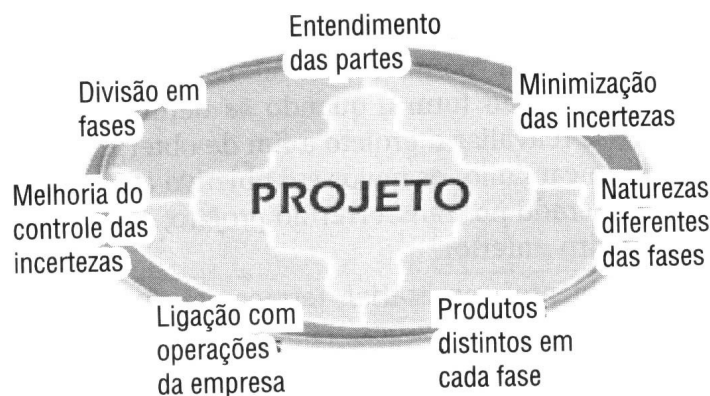 Entendimento
das partes
Divisão em
fases
Minimização
das incertezas
Melhoria do
controle das
incertezas
PROJETO
Naturezas
diferentes
das fases
Ligação com
operações
da empresa
Produtos
distintos em
cada fase